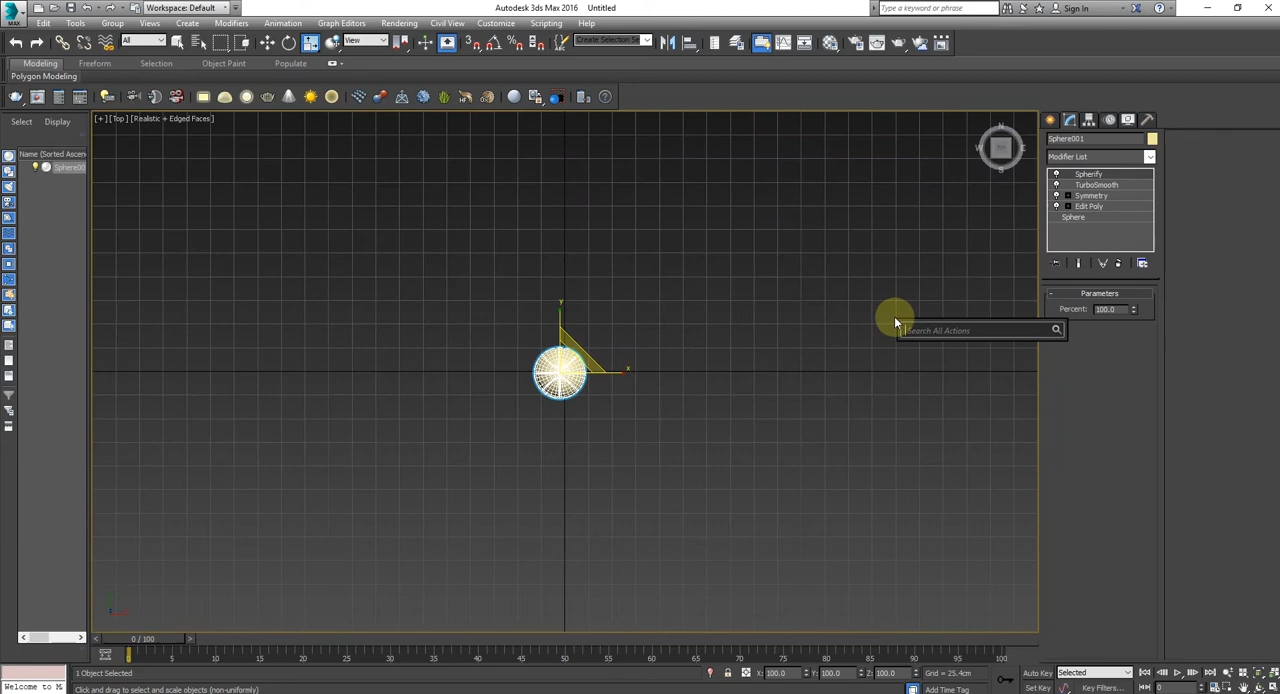 MAX
Workspace: Default
Autodesk 3ds Max 2016 Untitled
Type a keyword or phrase
Sign In
Edit Tools Group Views Create Modifiers Animation Graph Editors Rendering Civil View Customize Scripting Help
All
View
Create Selection Se
Modeling Freeform Selection Object Paint Populate
Polygon Modeling
[+] [Top] [Realistic + Edged Faces]
Select Display
Name (Sorted Ascen
Sphere00
N
W E
S
Sphere001
Modifier List
Spherify
TurboSmooth
Symmetry
Edit Poly
Sphere
Parameters
Percent: 100.0
Search All Actions
y
x
0 / 100
0 5 10 15 20 25 30 35 40 45 50 55 60 65 70 75 80 85 90 95 100
1 Object Selected
X: 100.0 Y: 100.0 Z: 100.0 Grid = 25.4cm
Auto Key Selected
Welcome to M
Click and drag to select and scale objects (non-uniformly)
Add Time Tag
Set Key Key Filters... 0